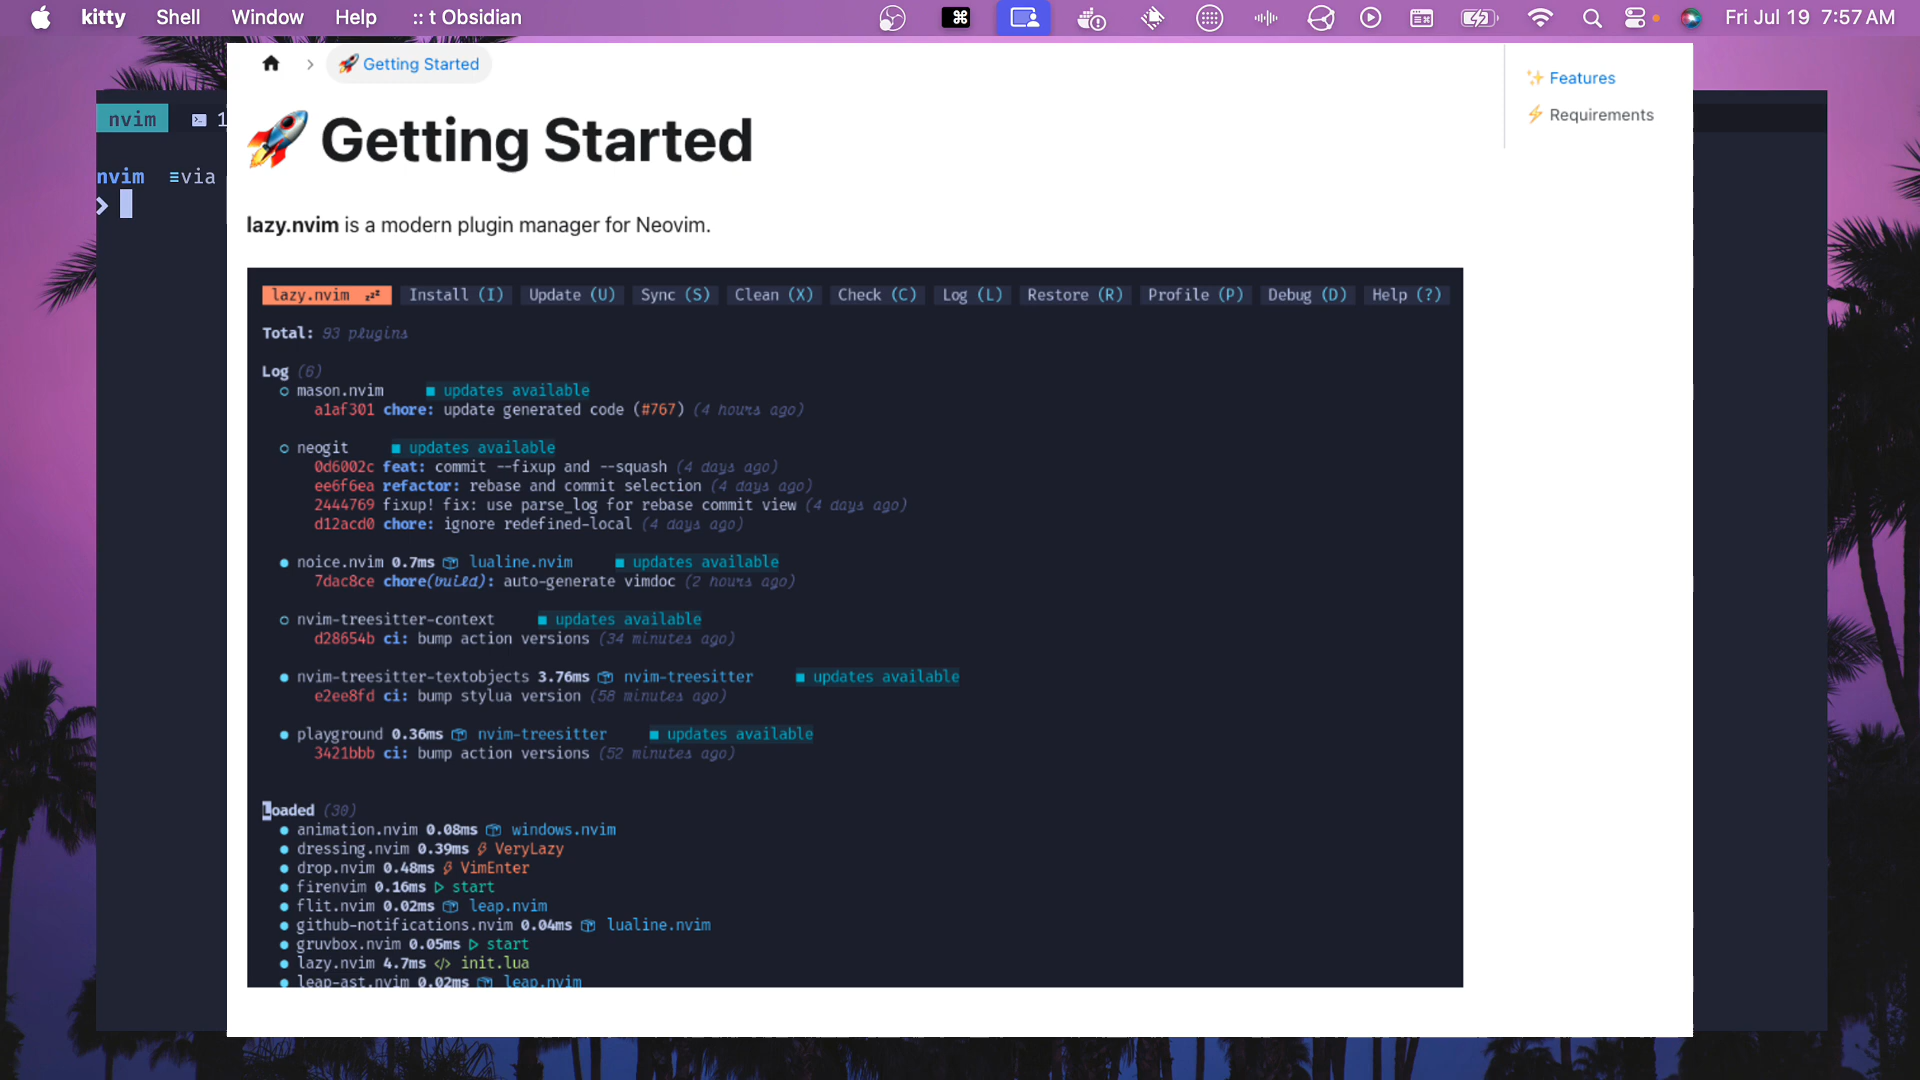 kitty Shell Window Help :: t Obsidian Fri Jul 19 7:57 AM
Getting Started
Features
Requirements
nvim 1
Getting Started
nvim via
lazy.nvim is a modern plugin manager for Neovim.
lazy.nvim zzz Install (I) Update (U) Sync (S) Clean (X) Check (C) Log (L) Restore (R) Profile (P) Debug (D) Help (?)
Total: 93 plugins
Log (6)
mason.nvim updates available
a1af301 chore: update generated code (#767) (4 hours ago)
neogit updates available
0d6002c feat: commit --fixup and --squash (4 days ago)
ee6f6ea refactor: rebase and commit selection (4 days ago)
2444769 fixup! fix: use parse_log for rebase commit view (4 days ago)
d12acd0 chore: ignore redefined-local (4 days ago)
noice.nvim 0.7ms lualine.nvim updates available
7dac8ce chore(build): auto-generate vimdoc (2 hours ago)
nvim-treesitter-context updates available
d28654b ci: bump action versions (34 minutes ago)
nvim-treesitter-textobjects 3.76ms nvim-treesitter updates available
e2ee8fd ci: bump stylua version (58 minutes ago)
playground 0.36ms nvim-treesitter updates available
3421bbb ci: bump action versions (52 minutes ago)
Loaded (30)
animation.nvim 0.08ms windows.nvim
dressing.nvim 0.39ms VeryLazy
drop.nvim 0.48ms VimEnter
firenvim 0.16ms start
flit.nvim 0.02ms leap.nvim
github-notifications.nvim 0.04ms lualine.nvim
gruvbox.nvim 0.05ms start
lazy.nvim 4.7ms </> init.lua
leap-ast.nvim 0.02ms leap.nvim